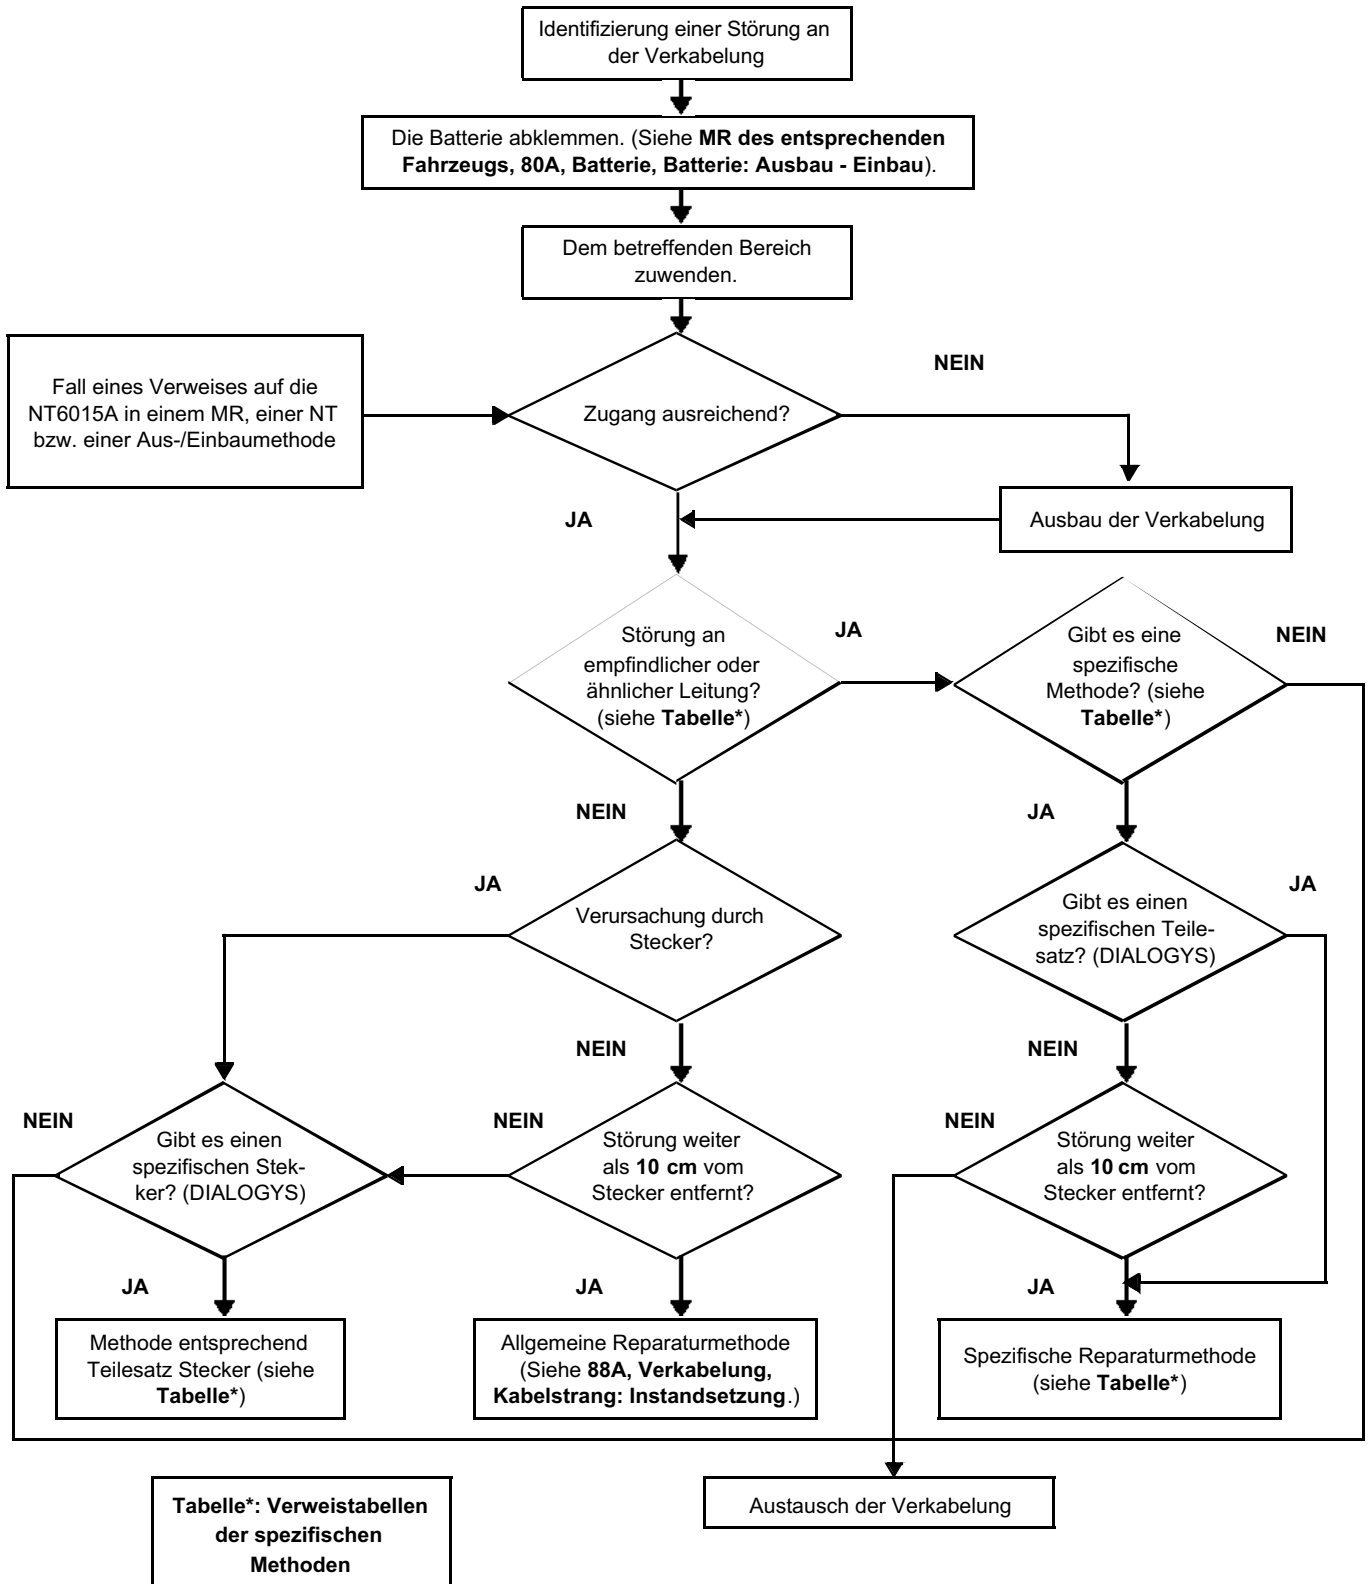 Identifizierung einer Störung an
der Verkabelung
Die Batterie abklemmen. (Siehe MR des entsprechenden
Fahrzeugs, 80A, Batterie, Batterie: Ausbau - Einbau).
Dem betreffenden Bereich
zuwenden.
Fall eines Verweises auf die
NT6015A in einem MR, einer NT
bzw. einer Aus-/Einbaumethode
Zugang ausreichend?
NEIN
JA
Ausbau der Verkabelung
Störung an
empfindlicher oder
ähnlicher Leitung?
(siehe Tabelle*)
JA
Gibt es eine
spezifische
Methode? (siehe
Tabelle*)
NEIN
NEIN
JA
JA
Verursachung durch
Stecker?
Gibt es einen
spezifischen Teile-
satz? (DIALOGYS)
JA
NEIN
NEIN
NEIN
Gibt es einen
spezifischen Stek-
ker? (DIALOGYS)
NEIN
Störung weiter
als 10 cm vom
Stecker entfernt?
NEIN
Störung weiter
als 10 cm vom
Stecker entfernt?
JA
JA
JA
Methode entsprechend
Teilesatz Stecker (siehe
Tabelle*)
Allgemeine Reparaturmethode
(Siehe 88A, Verkabelung,
Kabelstrang: Instandsetzung.)
Spezifische Reparaturmethode
(siehe Tabelle*)
Tabelle*: Verweistabellen
der spezifischen
Methoden
Austausch der Verkabelung